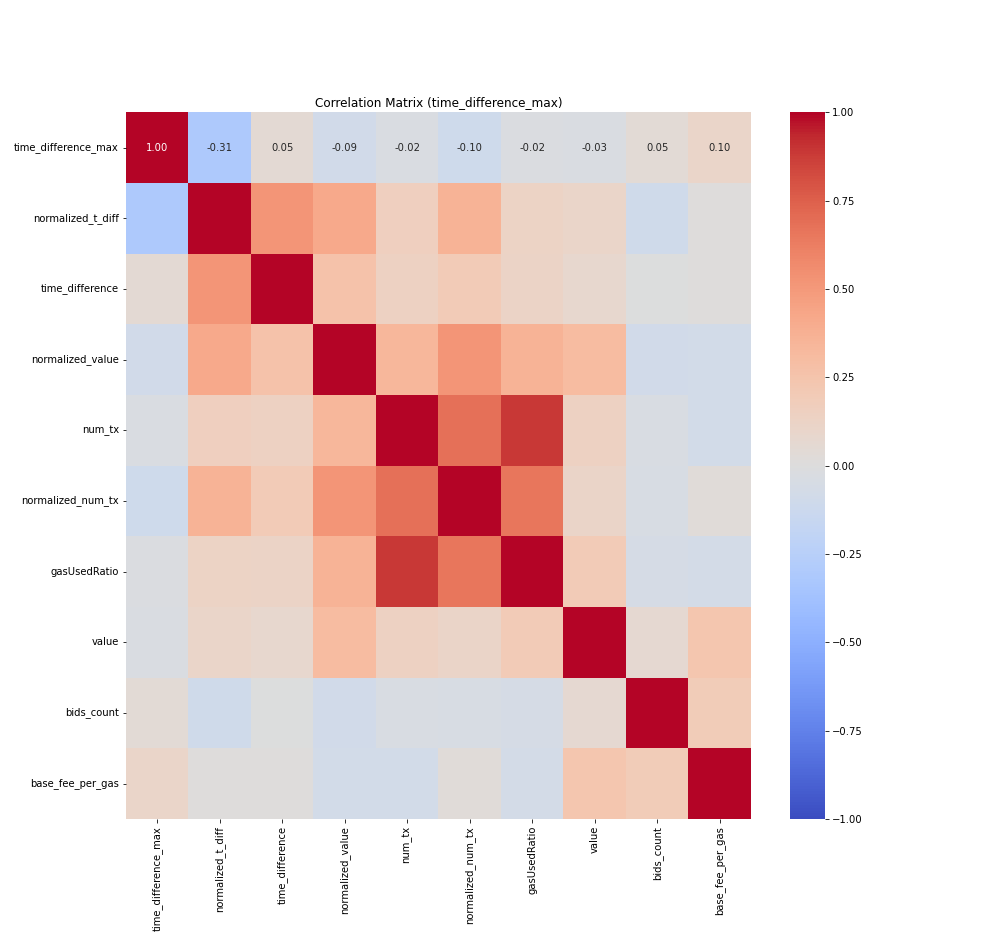 Correlation Matrix (time_difference_max)
time_difference_max
1.00 -0.31 0.05 -0.09 -0.02 -0.10 -0.02 -0.03 0.05 0.10
normalized_t_diff
time_difference
normalized_value
num_tx
normalized_num_tx
gasUsedRatio
value
bids_count
base_fee_per_gas
time_difference_max
normalized_t_diff
time_difference
normalized_value
num_tx
normalized_num_tx
gasUsedRatio
value
bids_count
base_fee_per_gas
1.00
0.75
0.50
0.25
0.00
-0.25
-0.50
-0.75
-1.00